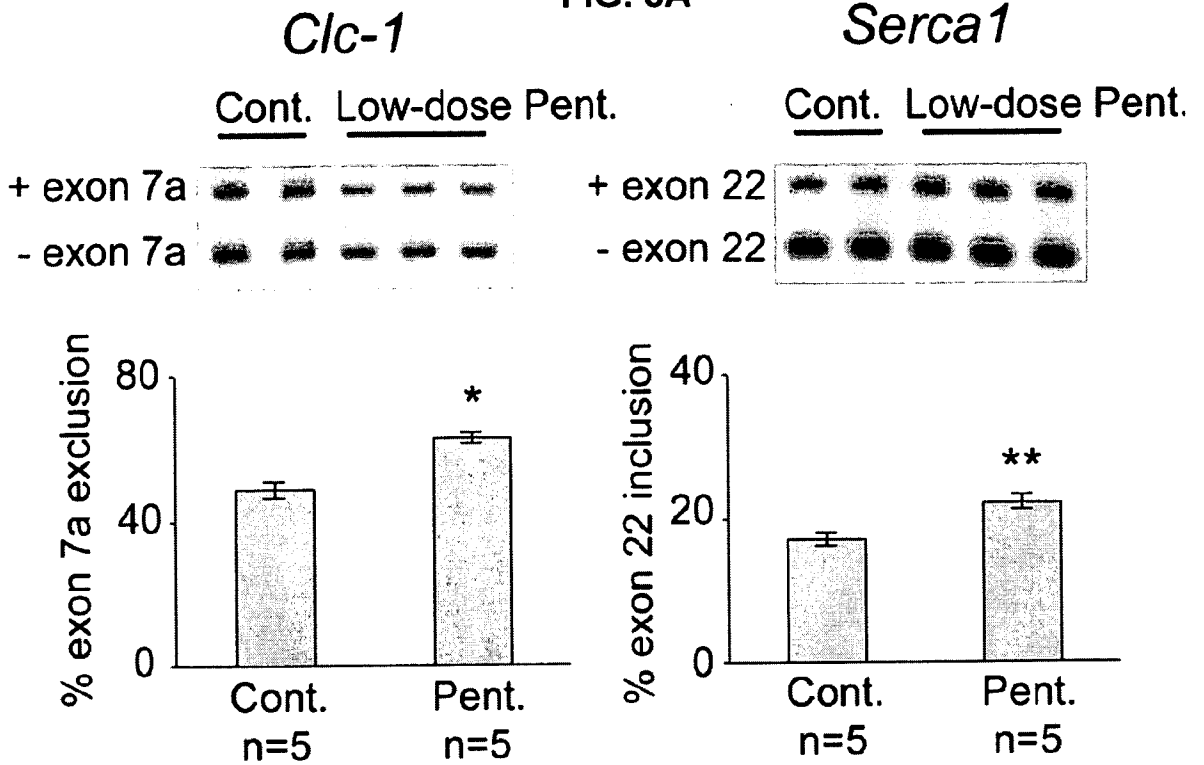 Clc-1
Serca1
Cont. Low-dose Pent.
+ exon 7a
- exon 7a
Cont. Low-dose Pent.
+ exon 22
- exon 22
% exon 7a exclusion
80
40
0
*
Cont.
n=5
Pent.
n=5
% exon 22 inclusion
40
20
0
**
Cont.
n=5
Pent.
n=5